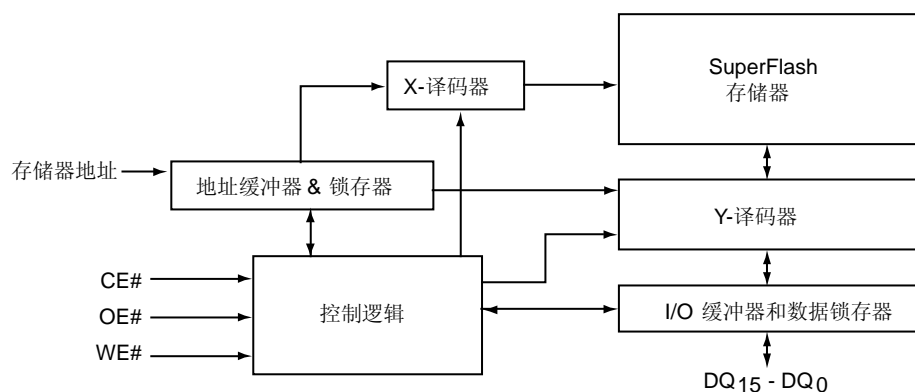 SuperFlash
存储器
X-译码器
存储器地址
地址缓冲器 & 锁存器
Y-译码器
CE#
OE#
WE#
控制逻辑
I/O 缓冲器和数据锁存器
DQ15 - DQ0